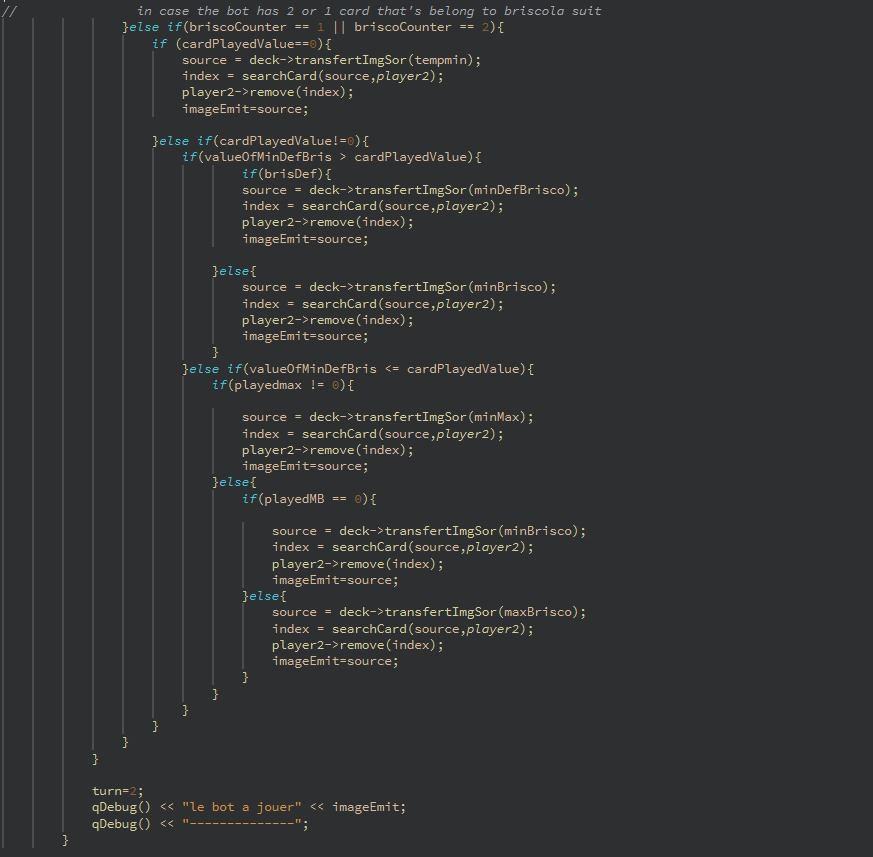 //                in case the bot has 2 or 1 card that's belong to briscola suit
                }else if(briscoCounter == 1 || briscoCounter == 2){
                    if (cardPlayedValue==0){
                        source = deck->transfertImgSor(tempmin);
                        index = searchCard(source,player2);
                        player2->remove(index);
                        imageEmit=source;
                    }else if(cardPlayedValue!=0){
                        if(valueOfMinDefBris > cardPlayedValue){
                                if(brisDef){
                                source = deck->transfertImgSor(minDefBrisco);
                                index = searchCard(source,player2);
                                player2->remove(index);
                                imageEmit=source;
                            }else{
                                source = deck->transfertImgSor(minBrisco);
                                index = searchCard(source,player2);
                                player2->remove(index);
                                imageEmit=source;
                            }
                        }else if(valueOfMinDefBris <= cardPlayedValue){
                            if(playedmax != 0){
                                source = deck->transfertImgSor(minMax);
                                index = searchCard(source,player2);
                                player2->remove(index);
                                imageEmit=source;
                            }else{
                                if(playedMB == 0){
                                    source = deck->transfertImgSor(minBrisco);
                                    index = searchCard(source,player2);
                                    player2->remove(index);
                                    imageEmit=source;
                                }else{
                                    source = deck->transfertImgSor(maxBrisco);
                                    index = searchCard(source,player2);
                                    player2->remove(index);
                                    imageEmit=source;
                                }
                            }
                        }
                    }
                }
            }
            turn=2;
            qDebug() << "le bot a jouer" << imageEmit;
            qDebug() << "--------------";
        }